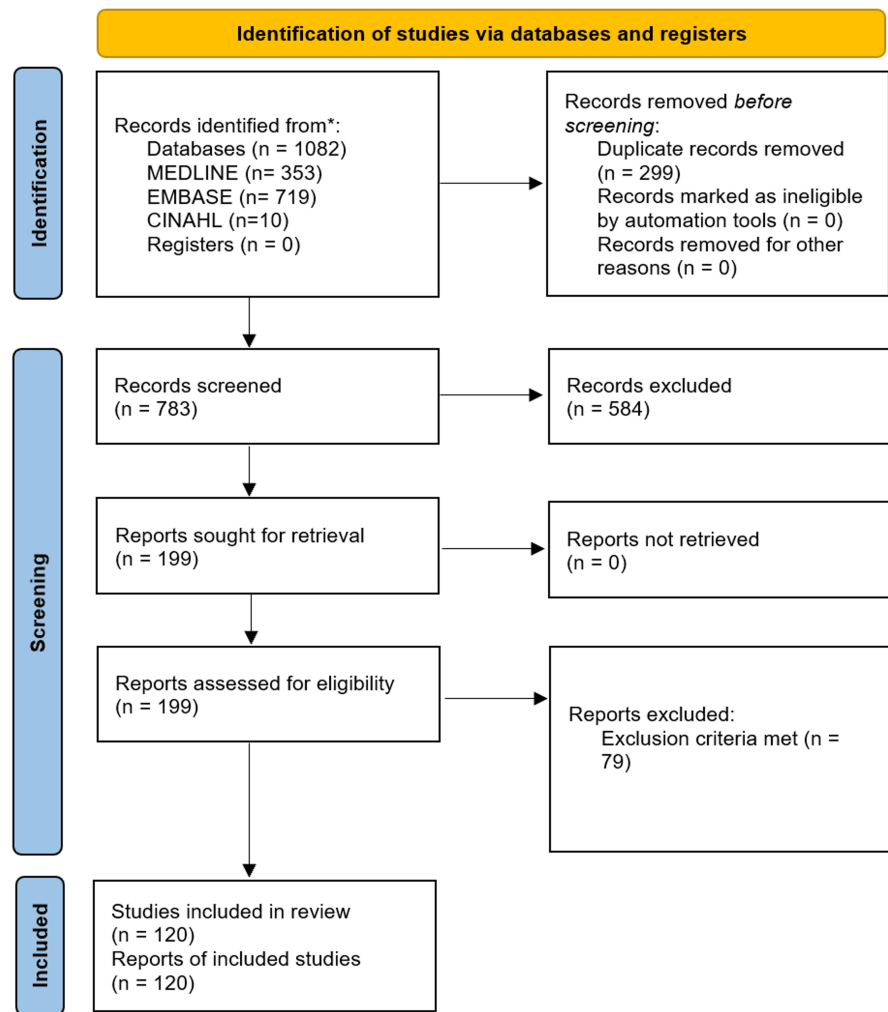 Identification of studies via databases and registers
Identification
Records identified from*:
Databases (n = 1082)
MEDLINE (n= 353)
EMBASE (n= 719)
CINAHL (n=10)
Registers (n = 0)
Records removed before
screening:
Duplicate records removed
(n = 299)
Records marked as ineligible
by automation tools (n = 0)
Records removed for other
reasons (n = 0)
Screening
Records screened
(n = 783)
Records excluded
(n = 584)
Reports sought for retrieval
(n = 199)
Reports not retrieved
(n = 0)
Reports assessed for eligibility
(n = 199)
Reports excluded:
Exclusion criteria met (n =
79)
Included
Studies included in review
(n = 120)
Reports of included studies
(n = 120)